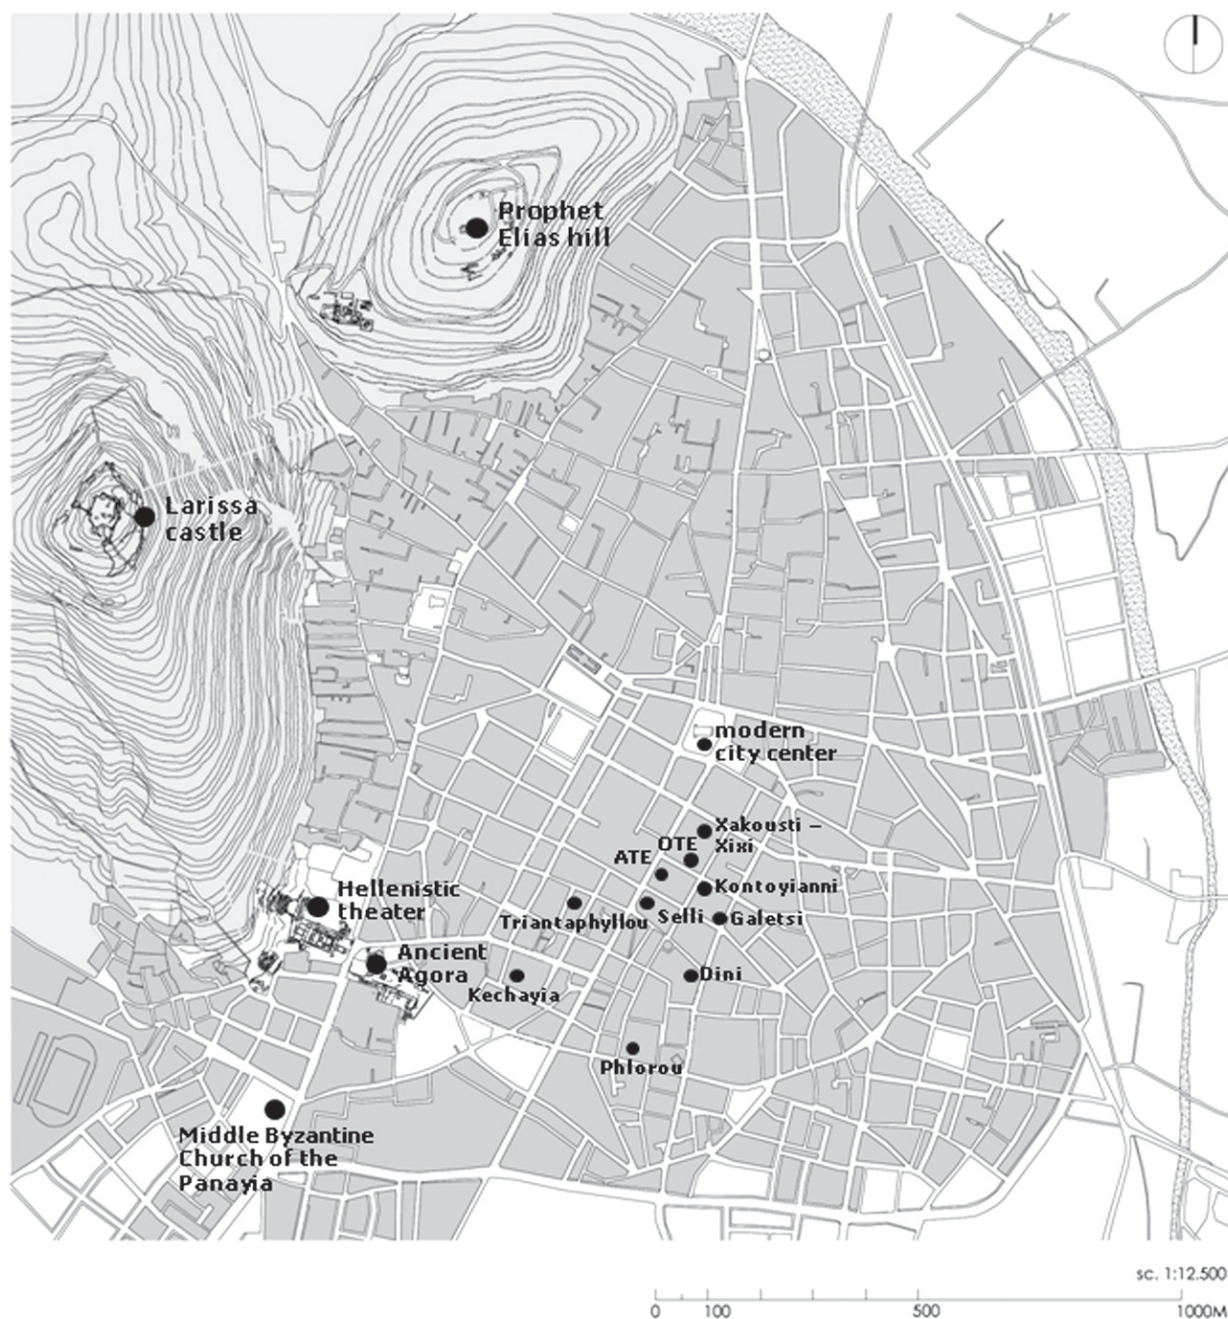 Prophet
Elias hill
Larissa
castle
modern
city center
Xakousti –
Xixi
OTE
ATE
Kontoyianni
Hellenistic
theater
Triantaphyllou
Selli
Galetsi
Ancient
Agora
Kechayia
Dini
Phlorou
Middle Byzantine
Church of the
Panayia
sc. 1:12.500
0 100 500 1000M